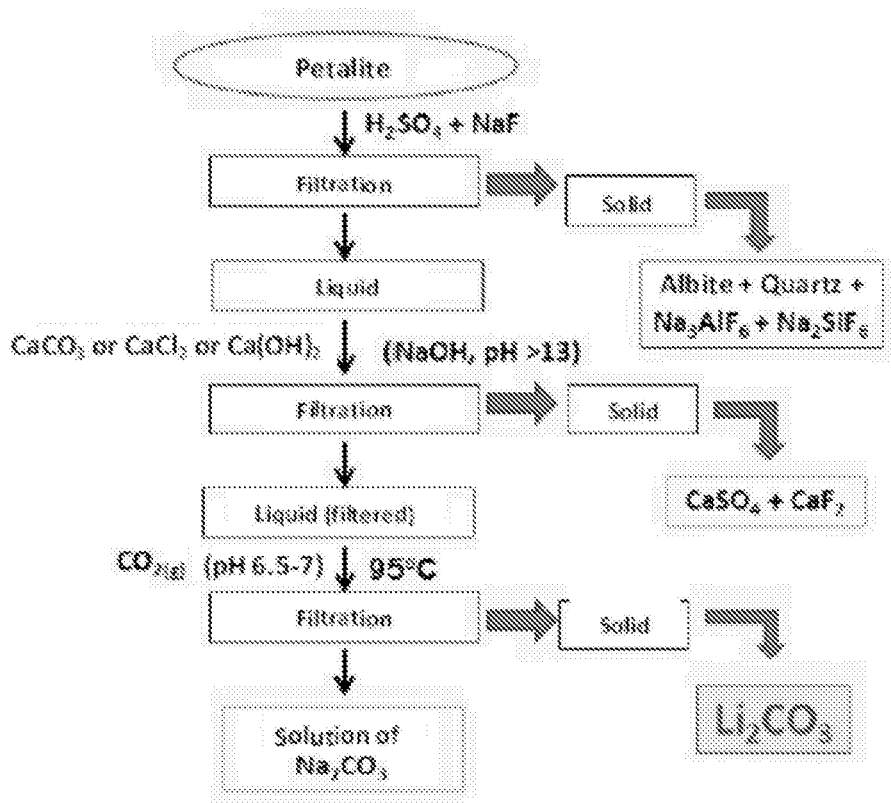 Petalite
H₂SO₄ + NaF
Filtration
Solid
Albite + Quartz +
Na₃AlF₆ + Na₂SiF₆
Liquid
CaCO₃ or CaCl₂ or Ca(OH)₂
(NaOH, pH >13)
Filtration
Solid
CaSO₄ + CaF₂
Liquid (filtered)
CO₂(g) (pH 6.5-7)
95°C
Filtration
Solid
Li₂CO₃
Solution of
Na₂CO₃